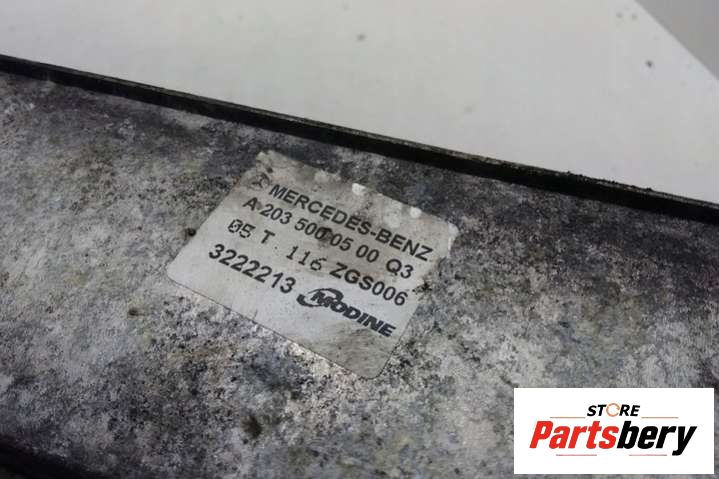 MERCEDES-BENZ
A 203 500 05 00 Q3
05 T 116 ZGS006
3222213 MODINE
STORE
Partsbery